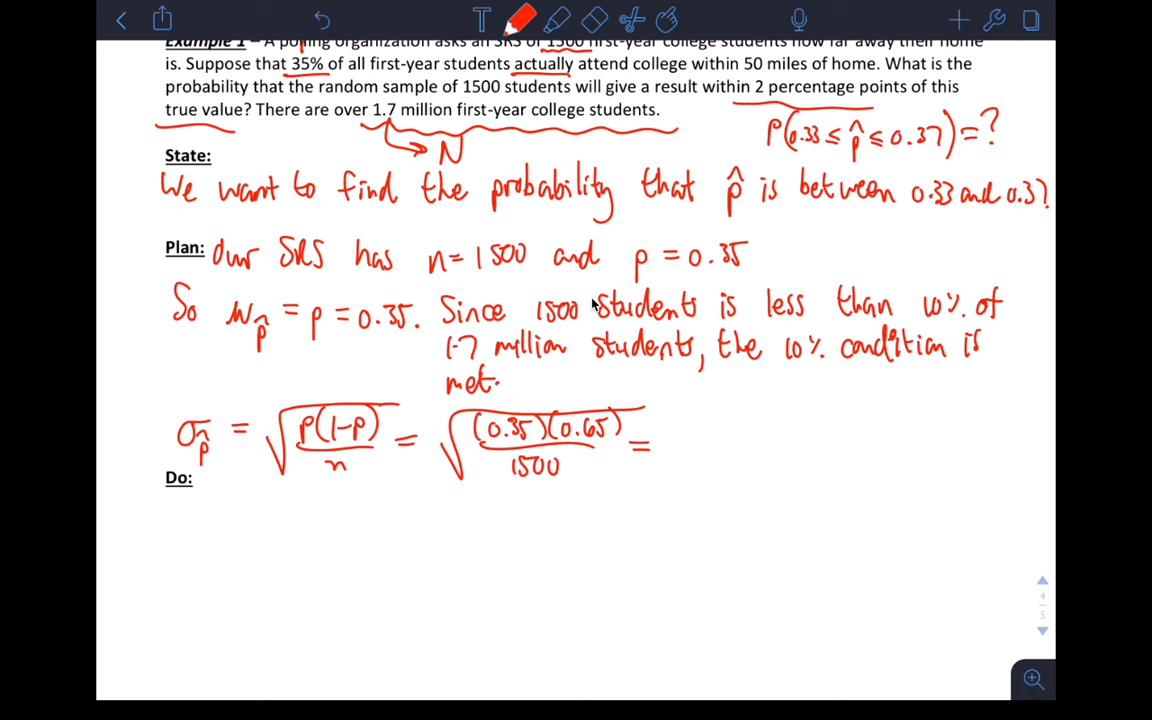 Example 1 – A polling organization asks an SRS of 1500 first-year college students how far away their home
is. Suppose that 35% of all first-year students actually attend college within 50 miles of home. What is the
probability that the random sample of 1500 students will give a result within 2 percentage points of this
true value? There are over 1.7 million first-year college students.
P(0.33 ≤ p̂ ≤ 0.37) = ?
N
State:
We want to find the probability that p̂ is between 0.33 and 0.37.
Plan: Our SRS has n = 1500 and p = 0.35
So μp̂ = p = 0.35. Since 1500 students is less than 10% of
1.7 million students, the 10% condition is
met.
σp̂ = √(p(1-p)/n) = √((0.35)(0.65)/1500) =
Do:
4
5